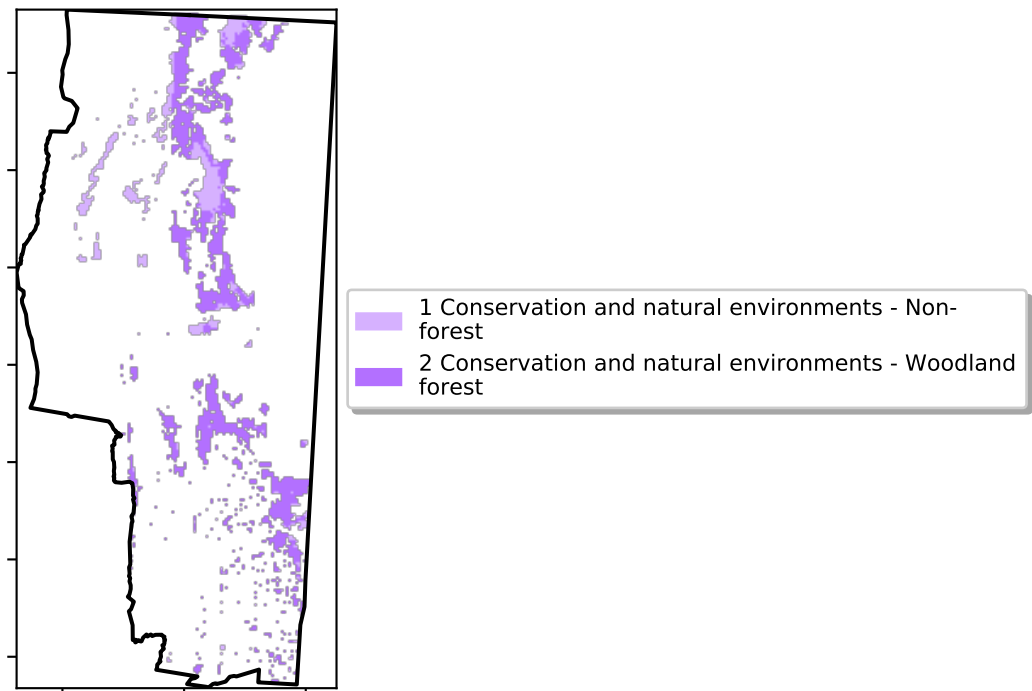 1 Conservation and natural environments - Non-
forest
2 Conservation and natural environments - Woodland
forest